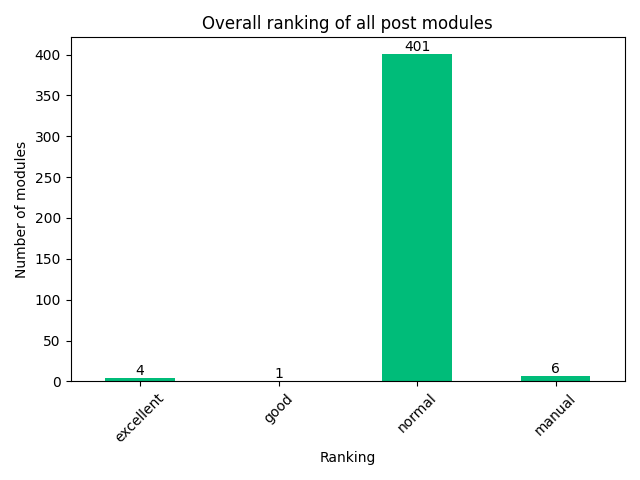 Overall ranking of all post modules
Number of modules
400
350
300
250
200
150
100
50
0
4
1
401
6
excellent
good
normal
manual
Ranking